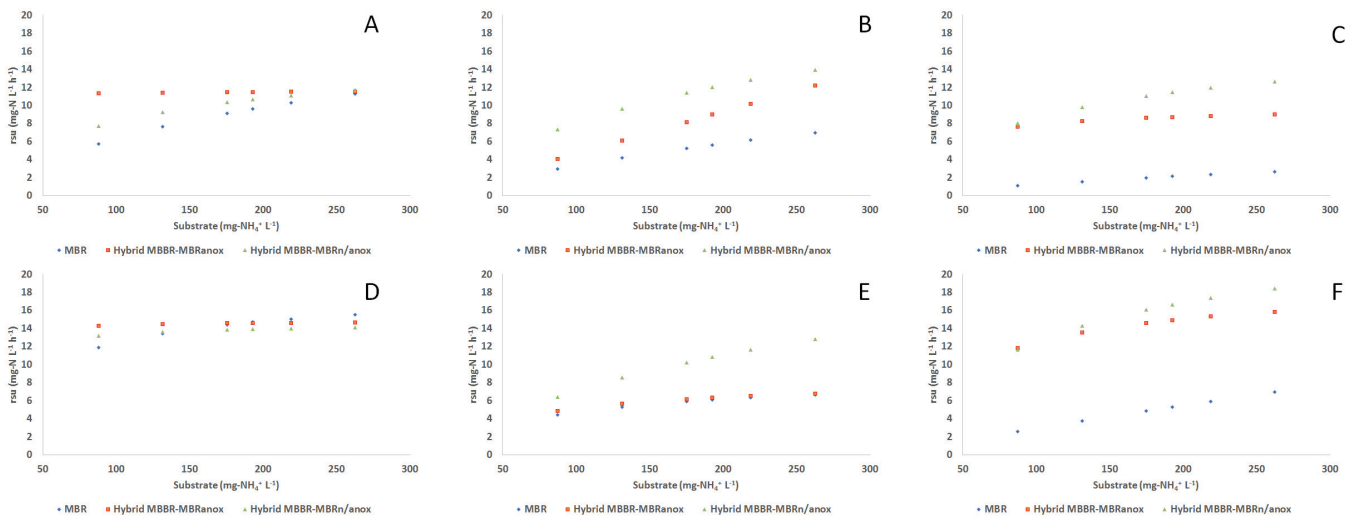 A
rsu (mg-N L⁻¹ h⁻¹)
20
18
16
14
12
10
8
6
4
2
0
50 100 150 200 250 300
Substrate (mg-NH₄⁺ L⁻¹)
MBR Hybrid MBBR-MBRanox Hybrid MBBR-MBRn/anox
B
rsu (mg-N L⁻¹ h⁻¹)
20
18
16
14
12
10
8
6
4
2
0
50 100 150 200 250 300
Substrate (mg-NH₄⁺ L⁻¹)
MBR Hybrid MBBR-MBRanox Hybrid MBBR-MBRn/anox
C
rsu (mg-N L⁻¹ h⁻¹)
20
18
16
14
12
10
8
6
4
2
0
50 100 150 200 250 300
Substrate (mg-NH₄⁺ L⁻¹)
MBR Hybrid MBBR-MBRanox Hybrid MBBR-MBRn/anox
D
rsu (mg-N L⁻¹ h⁻¹)
20
18
16
14
12
10
8
6
4
2
0
50 100 150 200 250 300
Substrate (mg-NH₄⁺ L⁻¹)
MBR Hybrid MBBR-MBRanox Hybrid MBBR-MBRn/anox
E
rsu (mg-N L⁻¹ h⁻¹)
20
18
16
14
12
10
8
6
4
2
0
50 100 150 200 250 300
Substrate (mg-NH₄⁺ L⁻¹)
MBR Hybrid MBBR-MBRanox Hybrid MBBR-MBRn/anox
F
rsu (mg-N L⁻¹ h⁻¹)
20
18
16
14
12
10
8
6
4
2
0
50 100 150 200 250 300
Substrate (mg-NH₄⁺ L⁻¹)
MBR Hybrid MBBR-MBRanox Hybrid MBBR-MBRn/anox